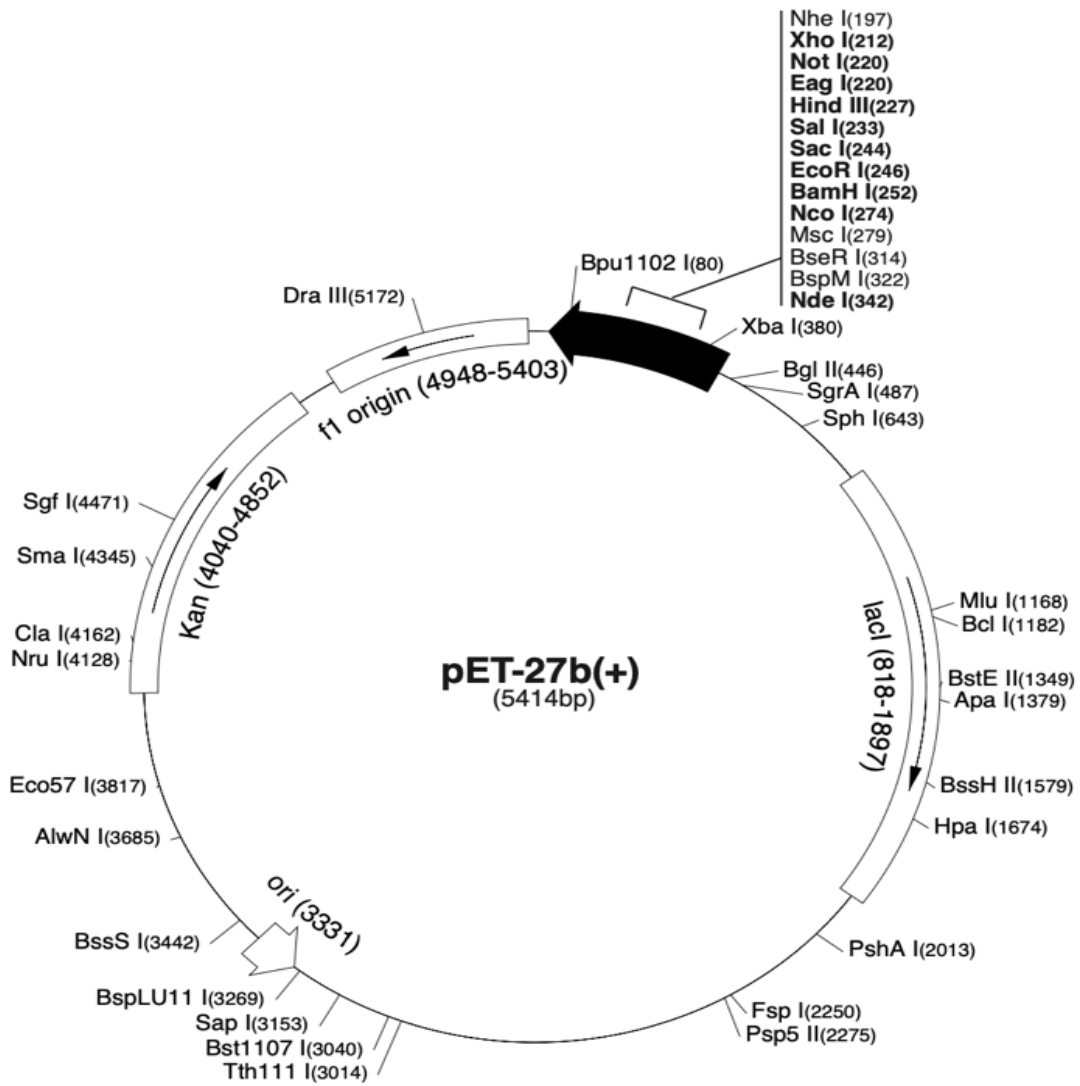 Nhe I(197)
Xho I(212)
Not I(220)
Eag I(220)
Hind III(227)
Sal I(233)
Sac I(244)
EcoR I(246)
BamH I(252)
Nco I(274)
Msc I(279)
BseR I(314)
BspM I(322)
Nde I(342)
Bpu1102 I(80)
Dra III(5172)
Xba I(380)
Bgl II(446)
SgrA I(487)
Sph I(643)
f1 origin (4948-5403)
Sgf I(4471)
Sma I(4345)
Kan (4040-4852)
Cla I(4162)
Nru I(4128)
Mlu I(1168)
Bcl I(1182)
lacI (818-1897)
BstE II(1349)
Apa I(1379)
pET-27b(+)
(5414bp)
Eco57 I(3817)
BssH II(1579)
AlwN I(3685)
Hpa I(1674)
ori (3331)
BssS I(3442)
PshA I(2013)
BspLU11 I(3269)
Sap I(3153)
Bst1107 I(3040)
Tth111 I(3014)
Fsp I(2250)
Psp5 II(2275)